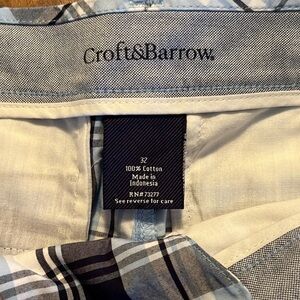 Croft&Barrow®
32
100% Cotton
Made in
Indonesia
RN#73277
See reverse for care